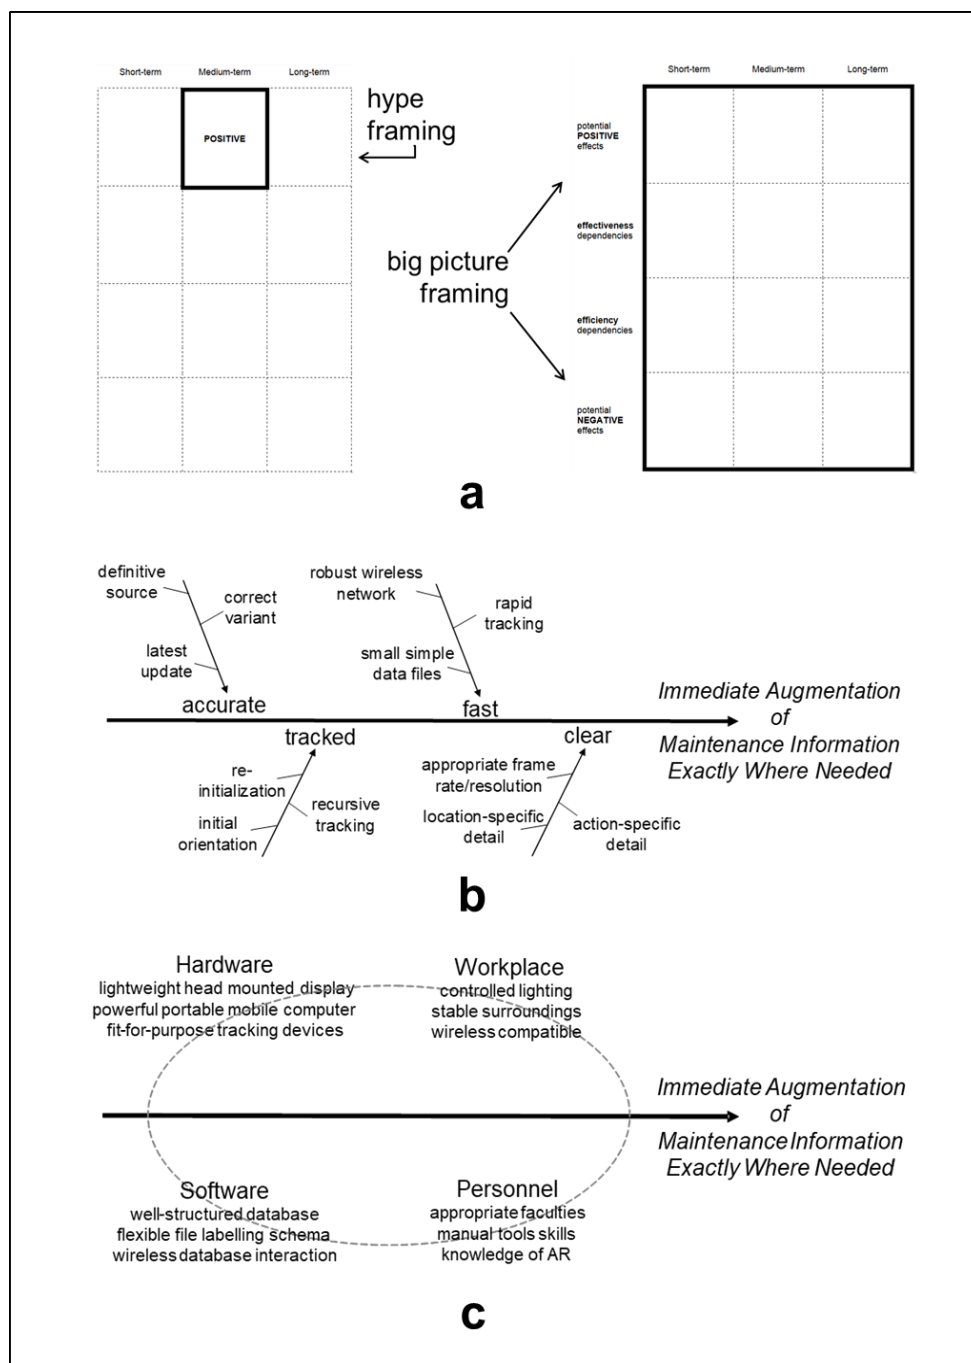 Short-term Medium-term Long-term
POSITIVE
hype
framing
big picture
framing
Short-term Medium-term Long-term
potential
POSITIVE
effects
effectiveness
dependencies
efficiency
dependencies
potential
NEGATIVE
effects
a
definitive
source
correct
variant
latest
update
accurate
robust wireless
network
rapid
tracking
small simple
data files
fast
tracked
re-
initialization
recursive
tracking
initial
orientation
clear
appropriate frame
rate/resolution
location-specific
detail
action-specific
detail
Immediate Augmentation
of
Maintenance Information
Exactly Where Needed
b
Hardware
lightweight head mounted display
powerful portable mobile computer
fit-for-purpose tracking devices
Workplace
controlled lighting
stable surroundings
wireless compatible
Immediate Augmentation
of
Maintenance Information
Exactly Where Needed
Software
well-structured database
flexible file labelling schema
wireless database interaction
Personnel
appropriate faculties
manual tools skills
knowledge of AR
c